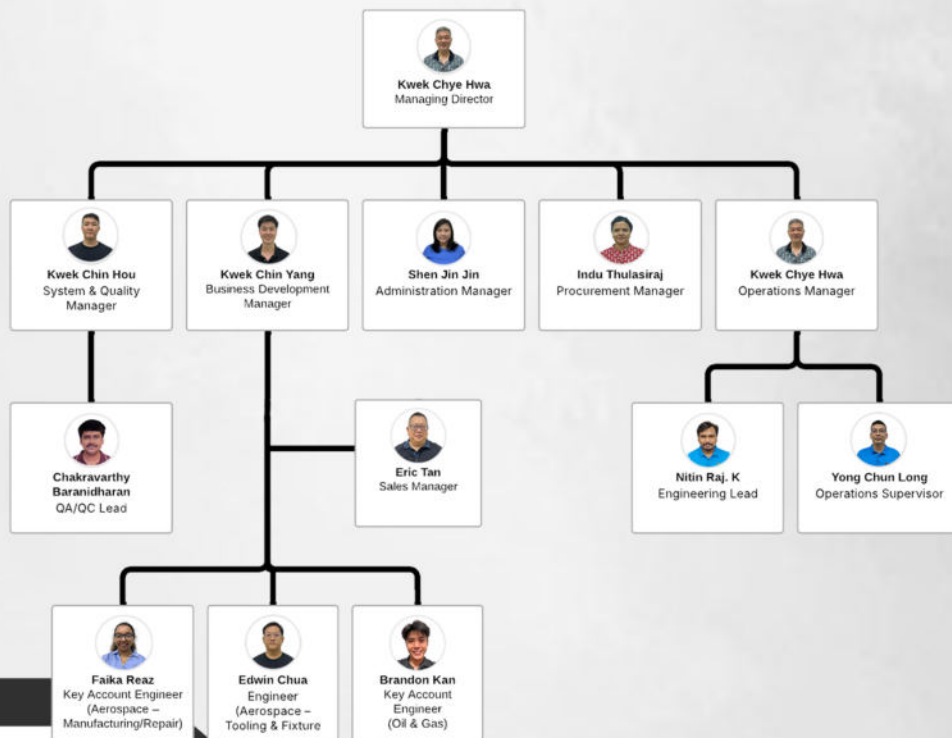 Kwek Chye Hwa
Managing Director
Kwek Chin Hou
System & Quality
Manager
Kwek Chin Yang
Business Development
Manager
Shen Jin Jin
Administration Manager
Indu Thulasiraj
Procurement Manager
Kwek Chye Hwa
Operations Manager
Chakravarthy
Baranidharan
QA/QC Lead
Eric Tan
Sales Manager
Nitin Raj. K
Engineering Lead
Yong Chun Long
Operations Supervisor
Faika Reaz
Key Account Engineer
(Aerospace –
Manufacturing/Repair)
Edwin Chua
Engineer
(Aerospace –
Tooling & Fixture
Brandon Kan
Key Account
Engineer
(Oil & Gas)